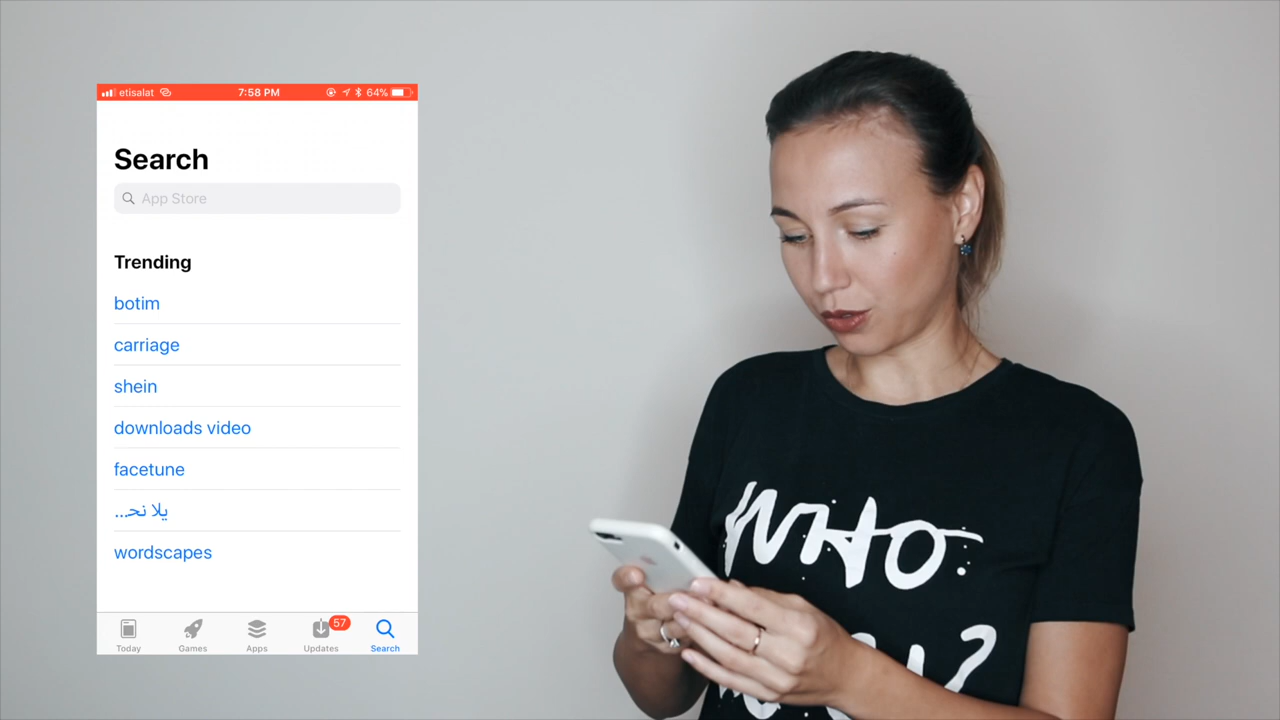 etisalat 7:58 PM 64%
Search
App Store
Trending
botim
carriage
shein
downloads video
facetune
يلا نحـ...
wordscapes
57
Today Games Apps Updates Search
WHO
?